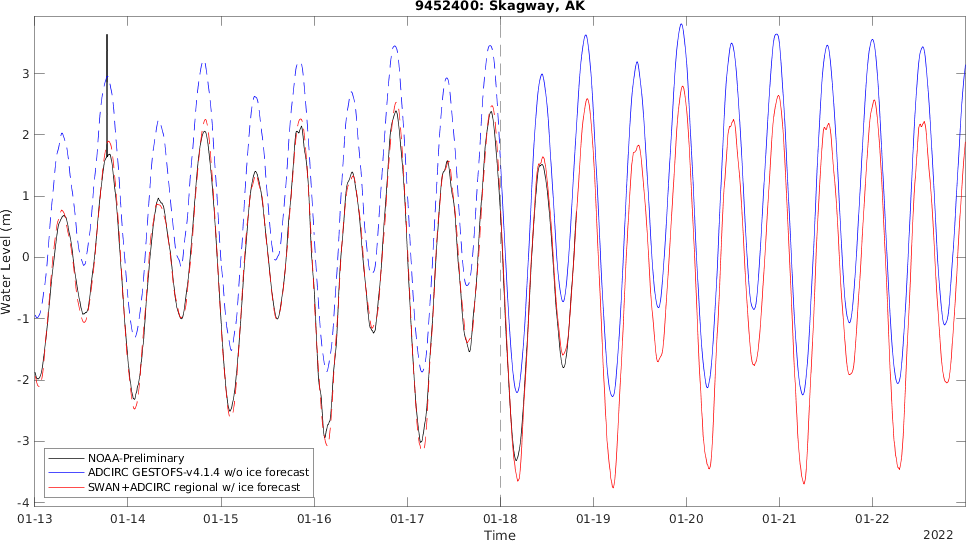 9452400: Skagway, AK
Water Level (m)
3
2
1
0
-1
-2
-3
-4
NOAA-Preliminary
ADCIRC GESTOFS-v4.1.4 w/o ice forecast
SWAN+ADCIRC regional w/ ice forecast
01-13 01-14 01-15 01-16 01-17 01-18 01-19 01-20 01-21 01-22
Time
2022